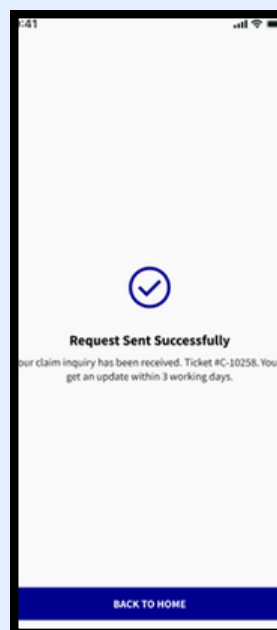 :41
Request Sent Successfully
our claim inquiry has been received. Ticket #C-10258. You
get an update within 3 working days.
BACK TO HOME